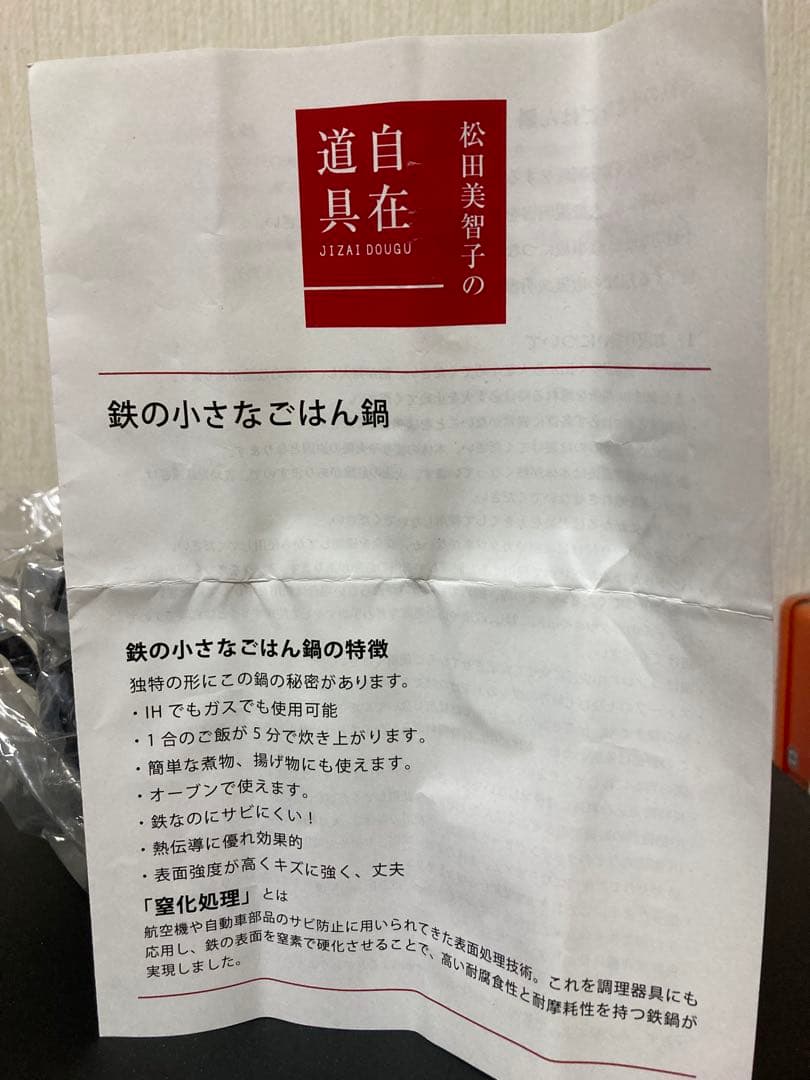 松田美智子の
自在
道具
JIZAI DOUGU
鉄の小さなごはん鍋
鉄の小さなごはん鍋の特徴
独特の形にこの鍋の秘密があります。
・IHでもガスでも使用可能
・1合のご飯が5分で炊き上がります。
・簡単な煮物、揚げ物にも使えます。
・オーブンで使えます。
・鉄なのにサビにくい！
・熱伝導に優れ効果的
・表面強度が高くキズに強く、丈夫
「窒化処理」とは
航空機や自動車部品のサビ防止に用いられてきた表面処理技術。これを調理器具にも
応用し、鉄の表面を窒素で硬化させることで、高い耐腐食性と耐摩耗性を持つ鉄鍋が
実現しました。